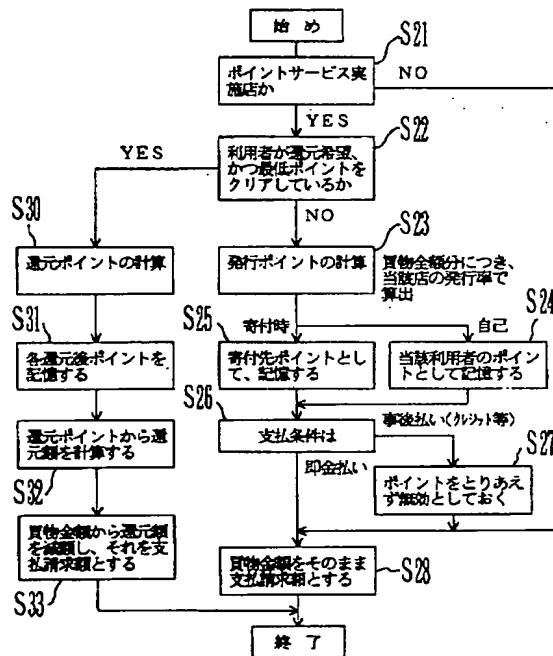 始 め
S21
ポイントサービス実
施店か
NO
YES
S22
YES
利用者が還元希望、
かつ最低ポイントを
クリアしているか
S30
NO
S23
還元ポイントの計算
発行ポイントの計算
買物金額分につき、
当該店の発行率で
算出
S31
S25
寄付時
自己
S24
各還元後ポイントを
記憶する
寄付先ポイントとし
て、記憶する
当該利用者のポイ
ントとして記憶する
S26
還元ポイントから還
元額を計算する
支払条件は
事後払い(クレジット等)
S27
S32
即金払い
ポイントをとりあえ
ず無効としておく
買物金額から還元額
を減額し、それを支
払請求額とする
買物金額をそのまま
支払請求額とする
S28
S33
終 了